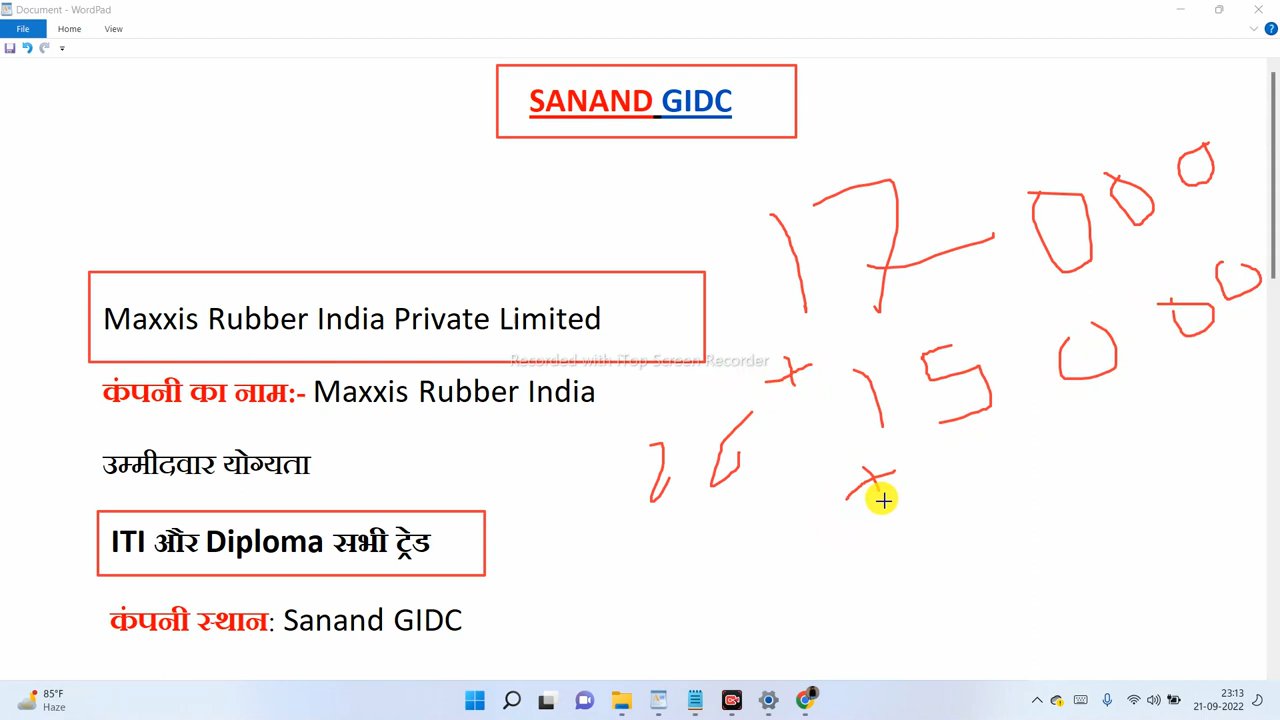 Document - WordPad
File Home View
SANAND GIDC
17000
Maxxis Rubber India Private Limited
Recorded with iTop Screen Recorder
+ 15000
कंपनी का नाम:- Maxxis Rubber India
26
उम्मीदवार योग्यता
ITI और Diploma सभी ट्रेड
कंपनी स्थान: Sanand GIDC
85°F
Haze
23:13
21-09-2022